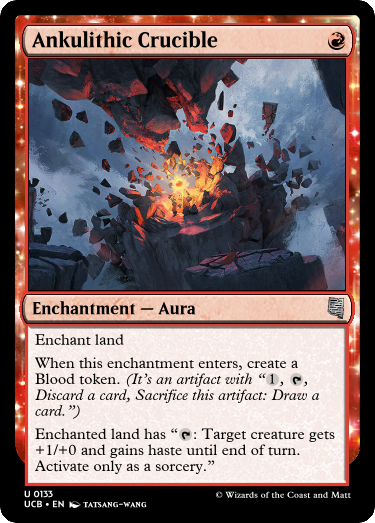 Ankulithic Crucible
Enchantment — Aura
Enchant land
When this enchantment enters, create a
Blood token. (It's an artifact with “1, ,
Discard a card, Sacrifice this artifact: Draw a
card.”)
Enchanted land has “: Target creature gets
+1/+0 and gains haste until end of turn.
Activate only as a sorcery.”
U 0133
© Wizards of the Coast and Matt
UCB • EN TATSANG-WANG